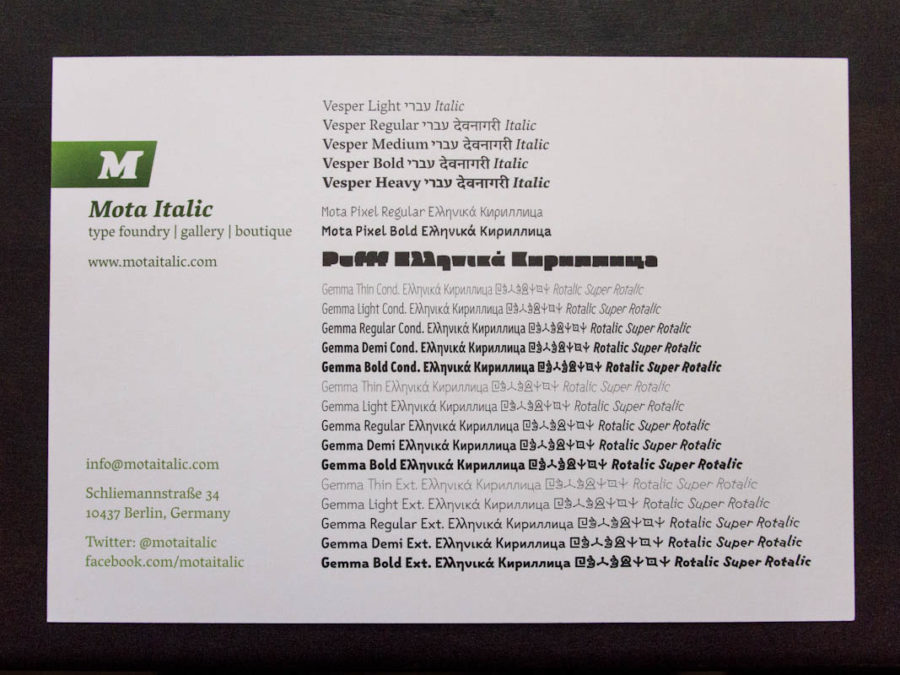 M
Mota Italic
type foundry | gallery | boutique
www.motaitalic.com
info@motaitalic.com
Schliemannstraße 34
10437 Berlin, Germany
Twitter: @motaitalic
facebook.com/motaitalic
Vesper Light עברי Italic
Vesper Regular עברי देवनागरी Italic
Vesper Medium עברי देवनागरी Italic
Vesper Bold עברי देवनागरी Italic
Vesper Heavy עברי देवनागरी Italic
Mota Pixel Regular Ελληνικά Кириллица
Mota Pixel Bold Ελληνικά Кириллица
Pufff Ελληνικά Кириллица
Gemma Thin Cond. Ελληνικά Кириллица Rotalic Super Rotalic
Gemma Light Cond. Ελληνικά Кириллица Rotalic Super Rotalic
Gemma Regular Cond. Ελληνικά Кириллица Rotalic Super Rotalic
Gemma Demi Cond. Ελληνικά Кириллица Rotalic Super Rotalic
Gemma Bold Cond. Ελληνικά Кириллица Rotalic Super Rotalic
Gemma Thin Ελληνικά Кириллица Rotalic Super Rotalic
Gemma Light Ελληνικά Кириллица Rotalic Super Rotalic
Gemma Regular Ελληνικά Кириллица Rotalic Super Rotalic
Gemma Demi Ελληνικά Кириллица Rotalic Super Rotalic
Gemma Bold Ελληνικά Кириллица Rotalic Super Rotalic
Gemma Thin Ext. Ελληνικά Кириллица Rotalic Super Rotalic
Gemma Light Ext. Ελληνικά Кириллица Rotalic Super Rotalic
Gemma Regular Ext. Ελληνικά Кириллица Rotalic Super Rotalic
Gemma Demi Ext. Ελληνικά Кириллица Rotalic Super Rotalic
Gemma Bold Ext. Ελληνικά Кириллица Rotalic Super Rotalic